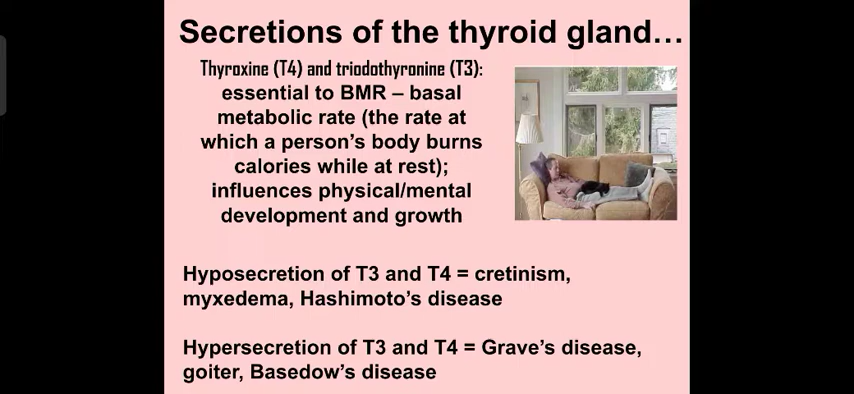 Secretions of the thyroid gland…
Thyroxine (T4) and triodothyronine (T3):
essential to BMR – basal
metabolic rate (the rate at
which a person's body burns
calories while at rest);
influences physical/mental
development and growth
Hyposecretion of T3 and T4 = cretinism,
myxedema, Hashimoto's disease
Hypersecretion of T3 and T4 = Grave's disease,
goiter, Basedow's disease